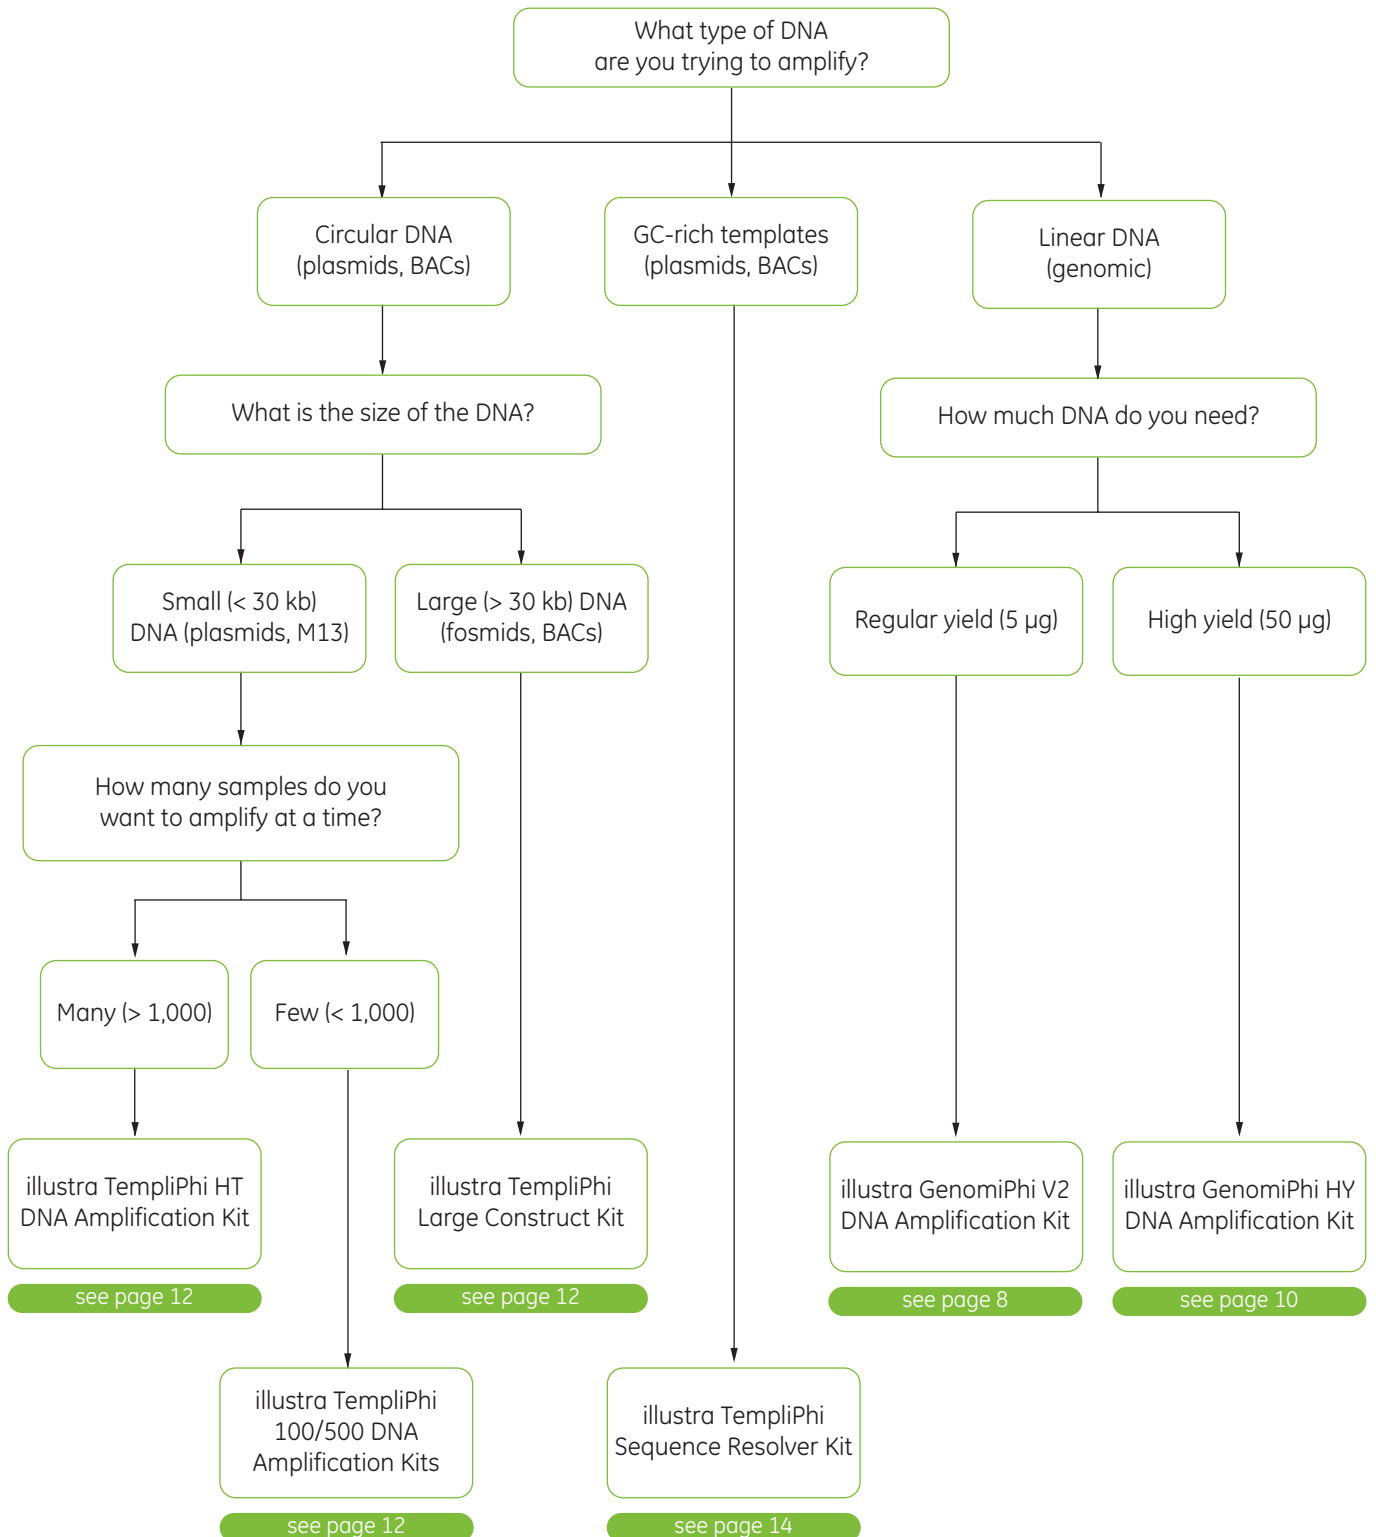 What type of DNA
are you trying to amplify?
Circular DNA
(plasmids, BACs)
GC-rich templates
(plasmids, BACs)
Linear DNA
(genomic)
What is the size of the DNA?
How much DNA do you need?
Small (< 30 kb)
DNA (plasmids, M13)
Large (> 30 kb) DNA
(fosmids, BACs)
Regular yield (5 µg)
High yield (50 µg)
How many samples do you
want to amplify at a time?
Many (> 1,000)
Few (< 1,000)
illustra TempliPhi HT
DNA Amplification Kit
see page 12
illustra TempliPhi
Large Construct Kit
see page 12
illustra GenomiPhi V2
DNA Amplification Kit
see page 8
illustra GenomiPhi HY
DNA Amplification Kit
see page 10
illustra TempliPhi
100/500 DNA
Amplification Kits
see page 12
illustra TempliPhi
Sequence Resolver Kit
see page 14